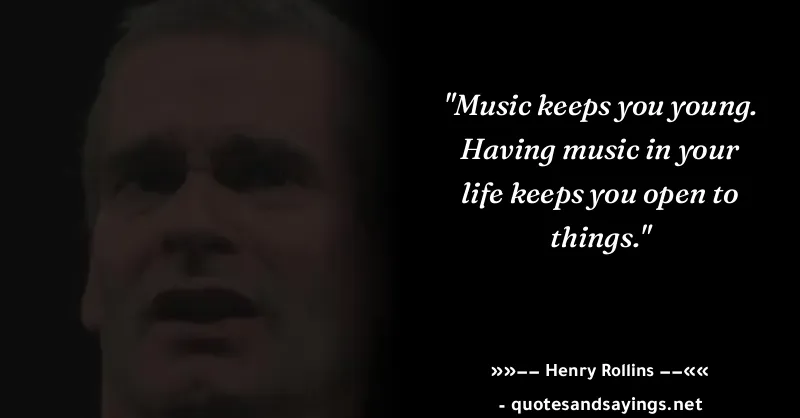 "Music keeps you young.
Having music in your
life keeps you open to
things."
»»–– Henry Rollins ––««
- quotesandsayings.net